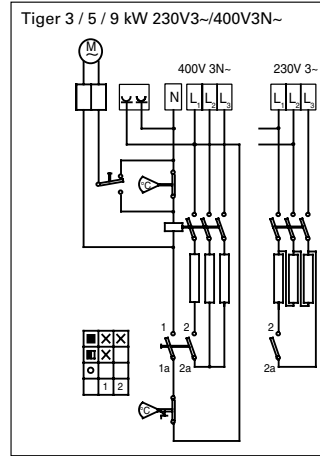 Tiger 3 / 5 / 9 kW 230V3~/400V3N~
M
~
400V 3N~ 230V 3~
N L1 L2 L3 L1 L2 L3
°C
1 2 2
1a 2a 2a
1 2
°C